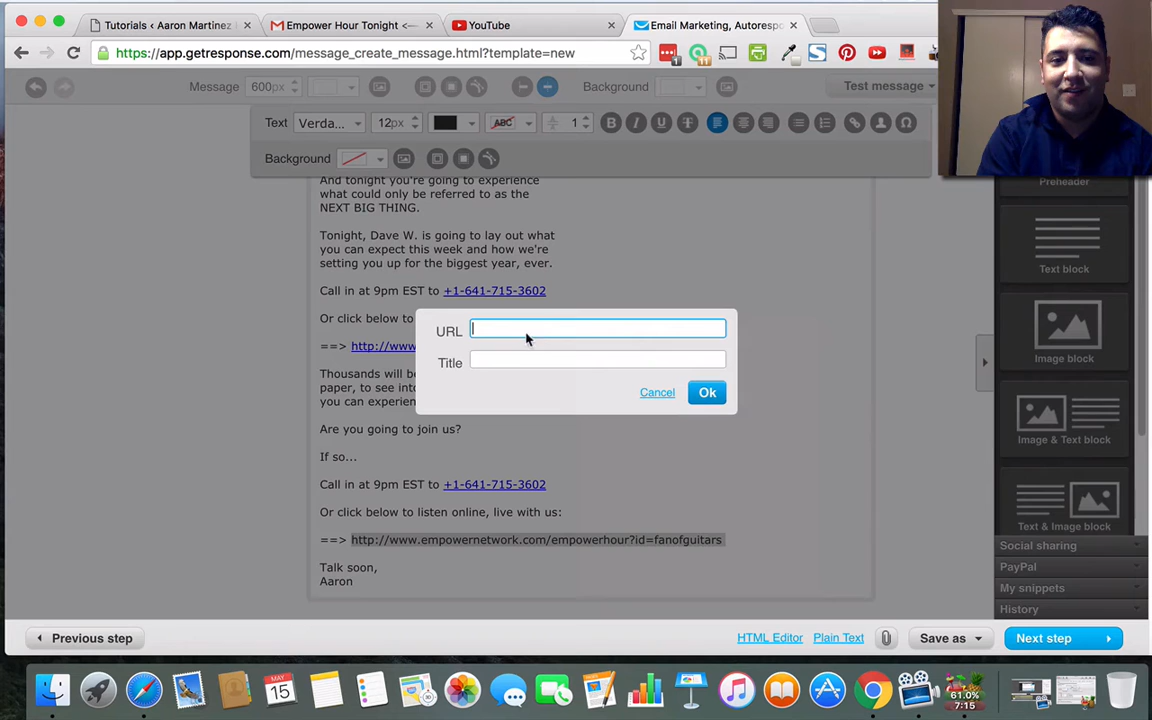 Tutorials ‹ Aaron Martinez
Empower Hour Tonight <—
YouTube
Email Marketing, Autorespo
https://app.getresponse.com/message_create_message.html?template=new
Message
600px
Background
Test message
Text
Verda...
12px
ABC
1
B I U T
Background
Preheader
And tonight you're going to experience
what could only be referred to as the
NEXT BIG THING.
Tonight, Dave W. is going to lay out what
you can expect this week and how we're
setting you up for the biggest year, ever.
Call in at 9pm EST to +1-641-715-3602
Or click below to
==> http://www
Thousands will b
paper, to see into
you can experien
Are you going to join us?
If so...
Call in at 9pm EST to +1-641-715-3602
Or click below to listen online, live with us:
==> http://www.empowernetwork.com/empowerhour?id=fanofguitars
Talk soon,
Aaron
URL
Title
Cancel
Ok
Text block
Image block
Image & Text block
Text & Image block
Social sharing
PayPal
My snippets
History
Previous step
HTML Editor
Plain Text
Save as
Next step
MAY
15
61.0%
7:15